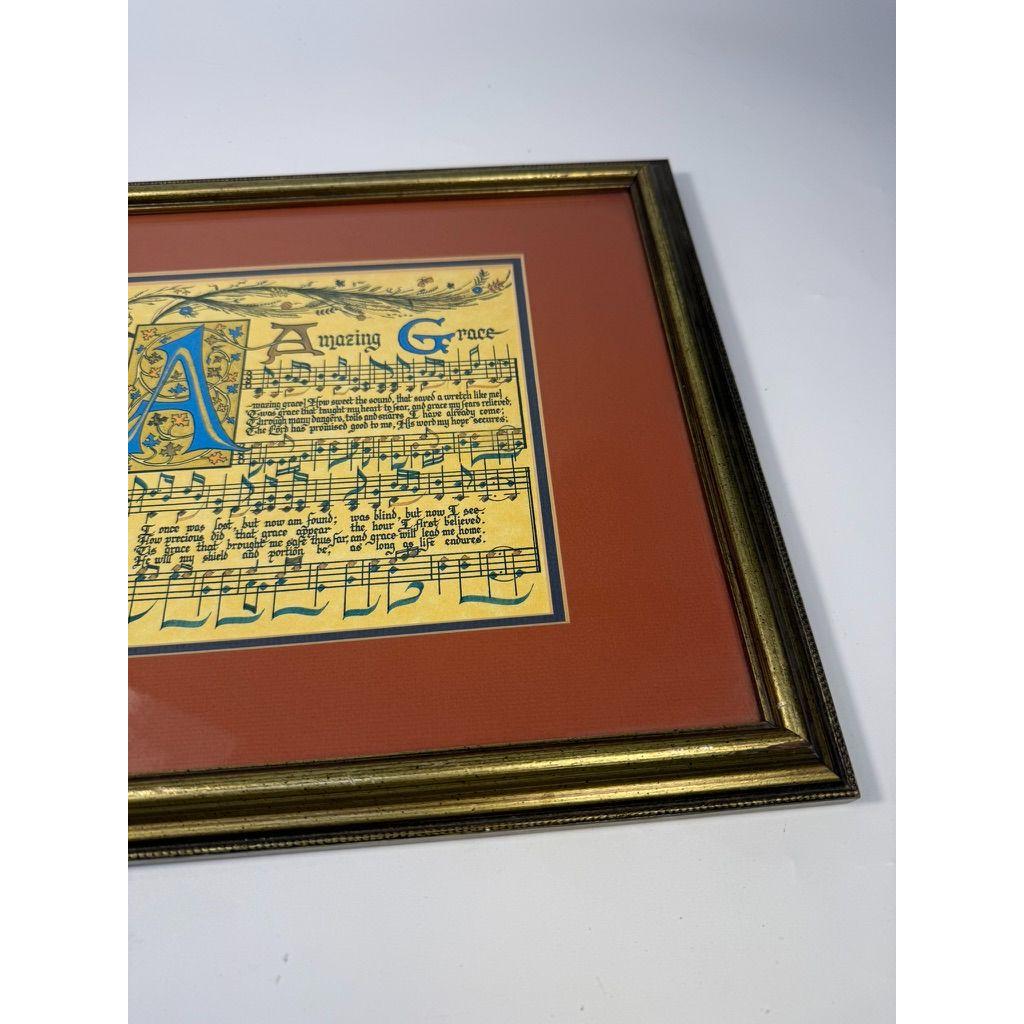 A
Amazing Grace
mazing grace! How sweet the sound, that saved a wretch like me!
'Twas grace that taught my heart to fear, and grace my fears relieved;
Through many dangers, toils and snares I have already come;
The Lord has promised good to me, His word my hope secures;
I once was lost, but now am found; was blind, but now I see.
How precious did that grace appear the hour I first believed.
'Tis grace that brought me safe thus far, and grace will lead me home.
He will my shield and portion be, as long as life endures.